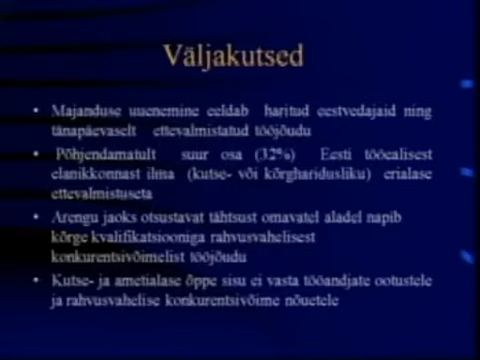 Väljakutsed
• Majanduse uuenemine eeldab haritud eestvedajaid ning
tänapäevaselt ettevalmistatud tööjõudu
• Põhjendamatult suur osa (32%) Eesti tööealisest
elanikkonnast ilma (kutse- või kõrgharidusliku) erialase
ettevalmistuseta
• Arengu jaoks otsustavat tähtsust omavatel aladel napib
kõrge kvalifikatsiooniga rahvusvahelisest
konkurentsivõimelist tööjõudu
• Kutse- ja ametialase õppe sisu ei vasta tööandjate ootustele
ja rahvusvahelise konkurentsivõime nõuetele